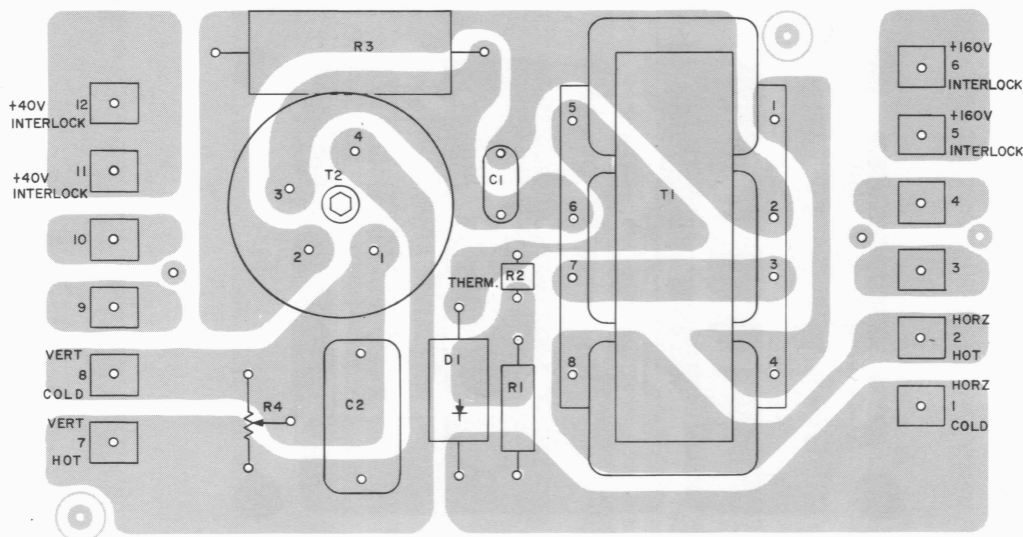 R3
+40V 12
INTERLOCK
+40V 11
INTERLOCK
10
9
VERT
8
COLD
VERT
7
HOT
4
T2
3
2
1
C1
THERM.
R2
R4
C2
D1
R1
5
6
7
8
T1
1
2
3
4
+160V
6
INTERLOCK
+160V
5
INTERLOCK
4
3
HORZ
2
HOT
HORZ
1
COLD